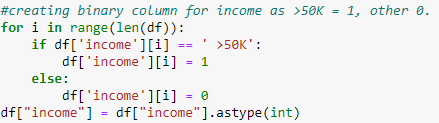 #creating binary column for income as >50K = 1, other 0.
for i in range(len(df)):
    if df['income'][i] == ' >50K':
        df['income'][i] = 1
    else:
        df['income'][i] = 0
df["income"] = df["income"].astype(int)